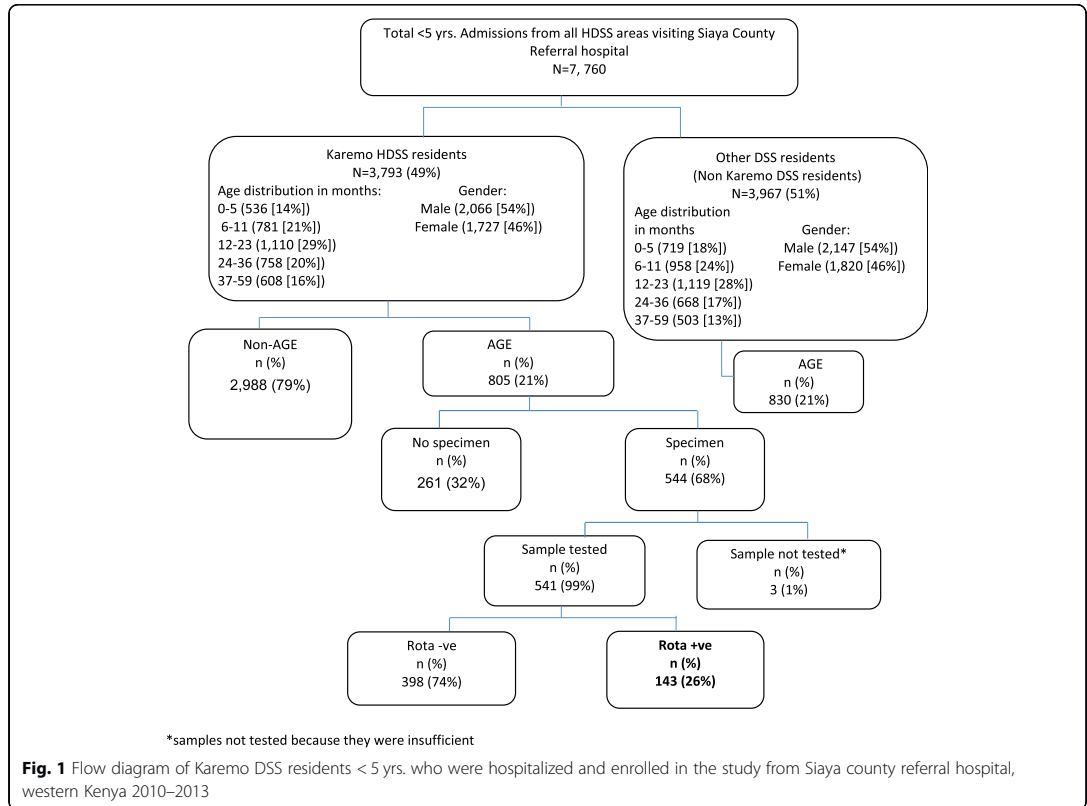 Total <5 yrs. Admissions from all HDSS areas visiting Siaya County
Referral hospital
N=7, 760
Karemo HDSS residents
N=3,793 (49%)
Age distribution in months:
Gender:
0-5 (536 [14%])
Male (2,066 [54%])
6-11 (781 [21%])
Female (1,727 [46%])
12-23 (1,110 [29%])
24-36 (758 [20%])
37-59 (608 [16%])
Other DSS residents
(Non Karemo DSS residents)
N=3,967 (51%)
Age distribution
in months
Gender:
0-5 (719 [18%])
Male (2,147 [54%])
6-11 (958 [24%])
Female (1,820 [46%])
12-23 (1,119 [28%])
24-36 (668 [17%])
37-59 (503 [13%])
Non-AGE
n (%)
2,988 (79%)
AGE
n (%)
805 (21%)
AGE
n (%)
830 (21%)
No specimen
n (%)
261 (32%)
Specimen
n (%)
544 (68%)
Sample tested
n (%)
541 (99%)
Sample not tested*
n (%)
3 (1%)
Rota -ve
n (%)
398 (74%)
Rota +ve
n (%)
143 (26%)
*samples not tested because they were insufficient
Fig. 1 Flow diagram of Karemo DSS residents < 5 yrs. who were hospitalized and enrolled in the study from Siaya county referral hospital,
western Kenya 2010–2013